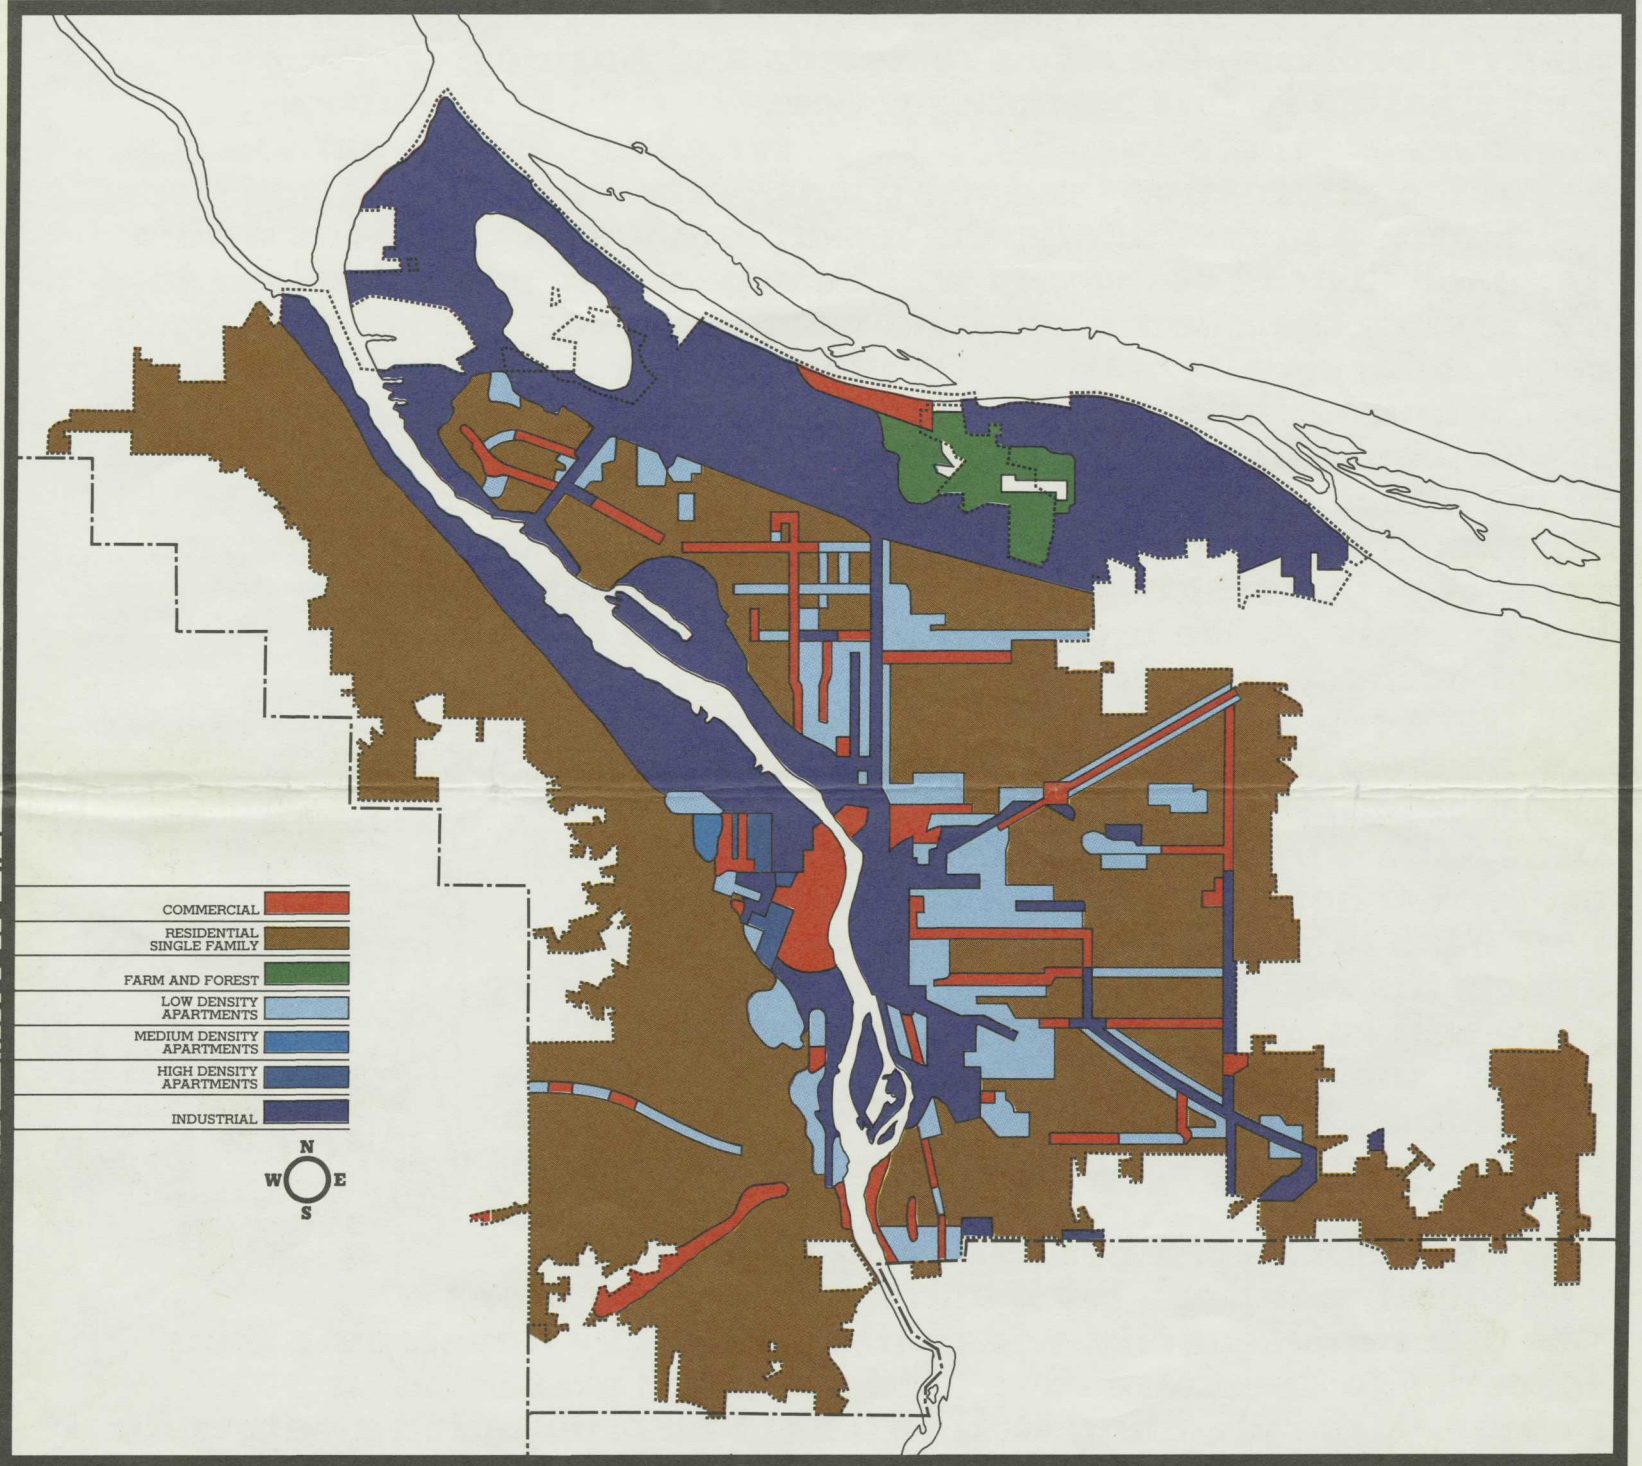 COMMERCIAL
RESIDENTIAL
SINGLE FAMILY
FARM AND FOREST
LOW DENSITY
APARTMENTS
MEDIUM DENSITY
APARTMENTS
HIGH DENSITY
APARTMENTS
INDUSTRIAL
N
W E
S